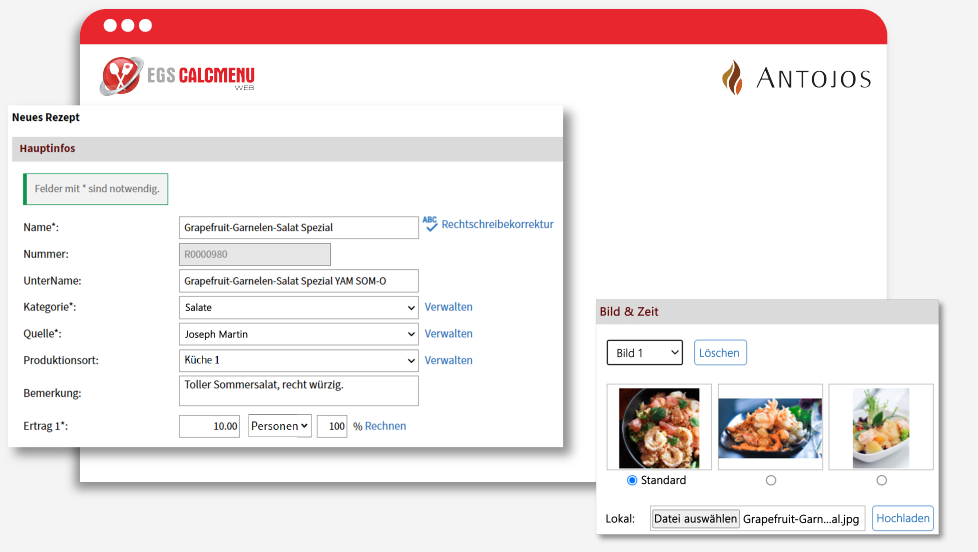 EGS CALCMENU
WEB
ANTOJOS
Neues Rezept
Hauptinfos
Felder mit * sind notwendig.
Name*: Grapefruit-Garnelen-Salat Spezial ABC Rechtschreibekorrektur
Nummer: R0000980
UnterName: Grapefruit-Garnelen-Salat Spezial YAM SOM-O
Kategorie*: Salate Verwalten
Quelle*: Joseph Martin Verwalten
Produktionsort: Küche 1 Verwalten
Bemerkung: Toller Sommersalat, recht würzig.
Ertrag 1*: 10.00 Personen 100 % Rechnen
Bild & Zeit
Bild 1 Löschen
Standard
Lokal: Datei auswählen Grapefruit-Garn...al.jpg Hochladen